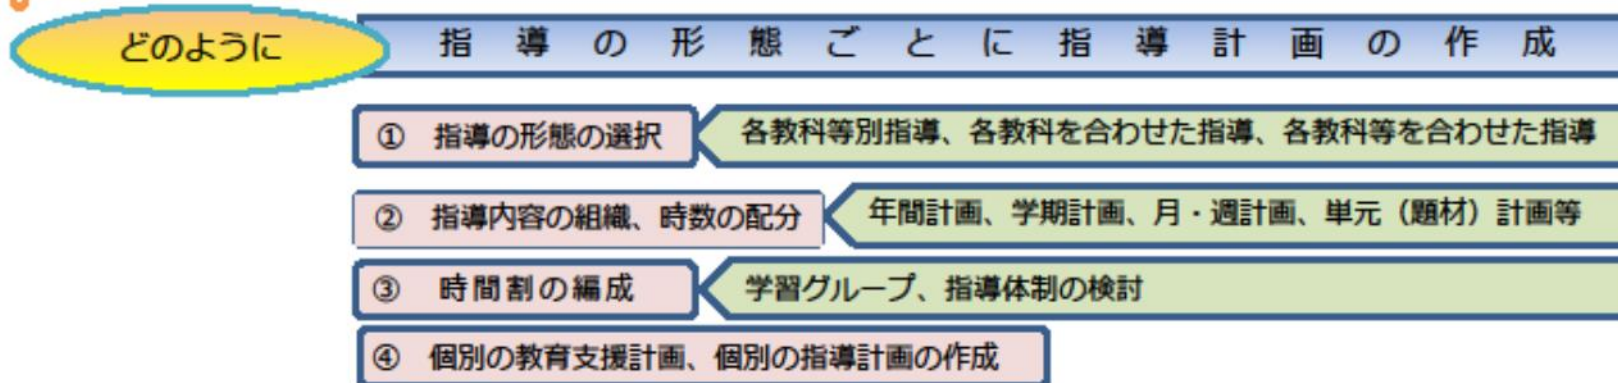 どのように
指導の形態ごとに指導計画の作成
① 指導の形態の選択
各教科等別指導、各教科を合わせた指導、各教科等を合わせた指導
② 指導内容の組織、時数の配分
年間計画、学期計画、月・週計画、単元（題材）計画等
③ 時間割の編成
学習グループ、指導体制の検討
④ 個別の教育支援計画、個別の指導計画の作成